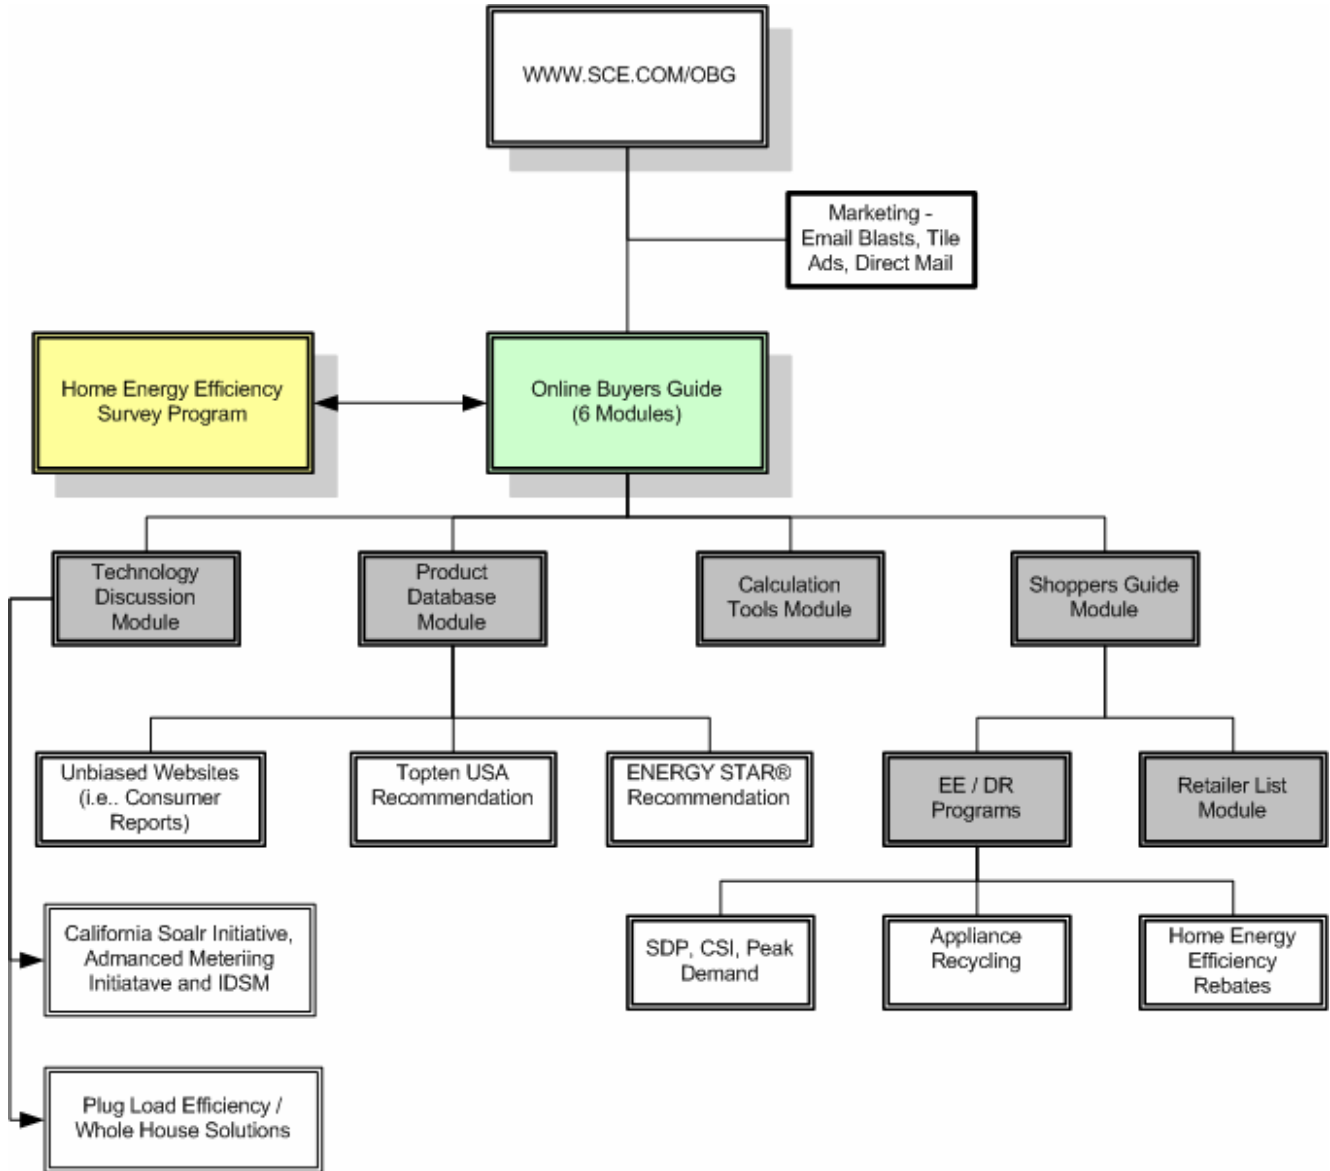 WWW.SCE.COM/OBG
Marketing -
Email Blasts, Tile
Ads, Direct Mail
Home Energy Efficiency
Survey Program
Online Buyers Guide
(6 Modules)
Technology
Discussion
Module
Product
Database
Module
Calculation
Tools Module
Shoppers Guide
Module
Unbiased Websites
(i.e.. Consumer
Reports)
Topten USA
Recommendation
ENERGY STAR®
Recommendation
EE / DR
Programs
Retailer List
Module
California Soalr Initiative,
Admanced Meteriing
Initiatave and IDSM
SDP, CSI, Peak
Demand
Appliance
Recycling
Home Energy
Efficiency
Rebates
Plug Load Efficiency /
Whole House Solutions